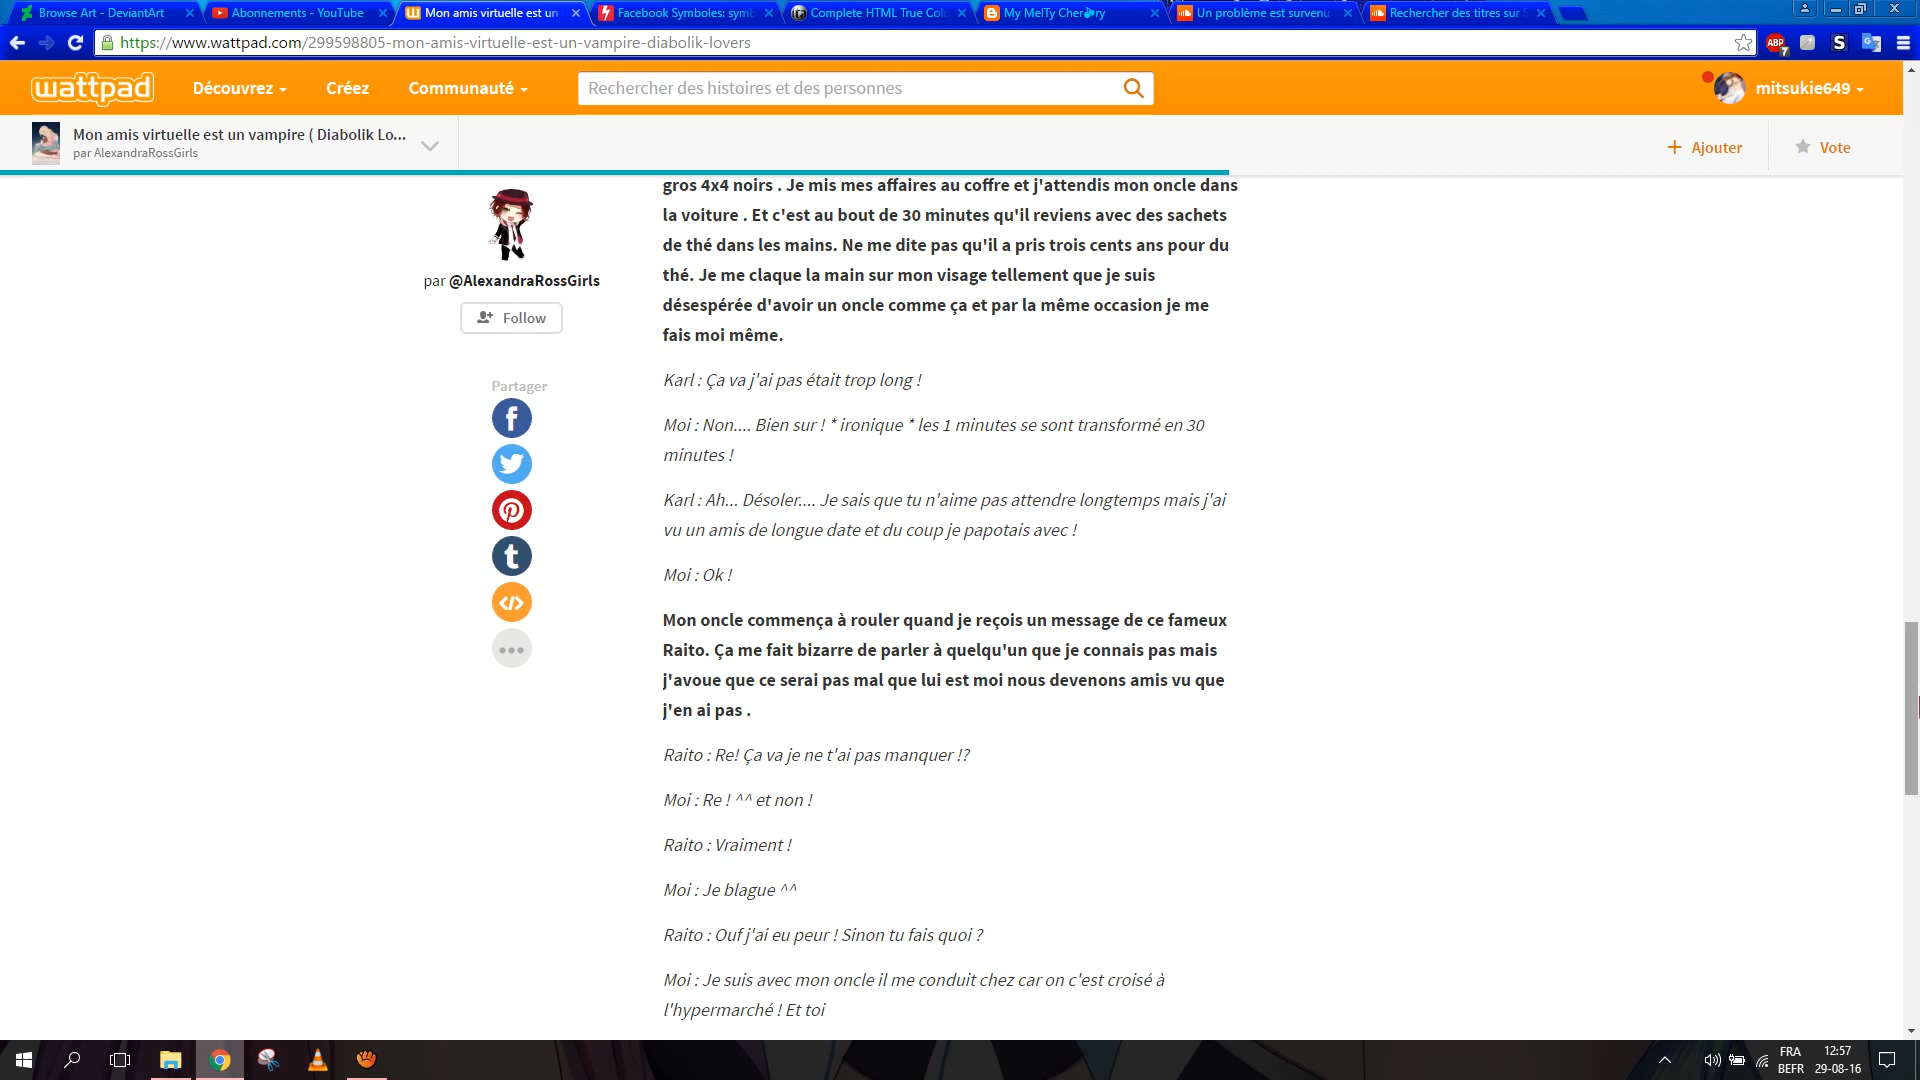 Browse Art - DeviantArt
Abonnements - YouTube
Mon amis virtuelle est un
Facebook Symboles: sym
Complete HTML True Col
My MelTy Cher
ry
Un problème est survenu
Rechercher des titres sur
https://www.wattpad.com/299598805-mon-amis-virtuelle-est-un-vampire-diabolik-lovers
ABP
7
S
wattpad
Découvrez
Créez
Communauté
Rechercher des histoires et des personnes
mitsukie649
Mon amis virtuelle est un vampire ( Diabolik Lo...
par AlexandraRossGirls
+ Ajouter
Vote
par @AlexandraRossGirls
Follow
Partager
gros 4x4 noirs . Je mis mes affaires au coffre et j'attendis mon oncle dans
la voiture . Et c'est au bout de 30 minutes qu'il reviens avec des sachets
de thé dans les mains. Ne me dite pas qu'il a pris trois cents ans pour du
thé. Je me claque la main sur mon visage tellement que je suis
désespérée d'avoir un oncle comme ça et par la même occasion je me
fais moi même.
Karl : Ça va j'ai pas était trop long !
Moi : Non.... Bien sur ! * ironique * les 1 minutes se sont transformé en 30
minutes !
Karl : Ah... Désoler.... Je sais que tu n'aime pas attendre longtemps mais j'ai
vu un amis de longue date et du coup je papotais avec !
Moi : Ok !
Mon oncle commença à rouler quand je reçois un message de ce fameux
Raito. Ça me fait bizarre de parler à quelqu'un que je connais pas mais
j'avoue que ce serai pas mal que lui est moi nous devenons amis vu que
j'en ai pas .
Raito : Re! Ça va je ne t'ai pas manquer !?
Moi : Re ! ^^ et non !
Raito : Vraiment !
Moi : Je blague ^^
Raito : Ouf j'ai eu peur ! Sinon tu fais quoi ?
Moi : Je suis avec mon oncle il me conduit chez car on c'est croisé à
l'hypermarché ! Et toi
FRA
BEFR
12:57
29-08-16